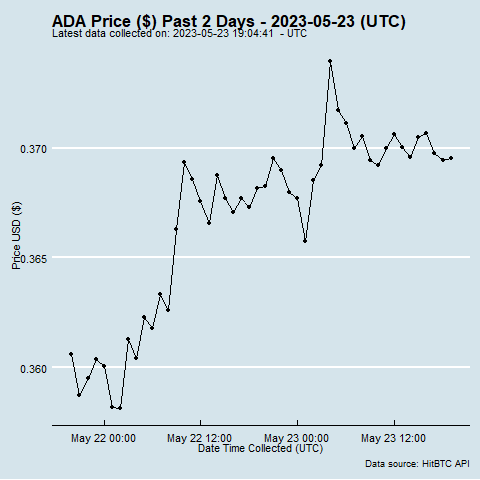 ADA Price ($) Past 2 Days - 2023-05-23 (UTC)
Latest data collected on: 2023-05-23 19:04:41 - UTC
0.370
0.365
0.360
Price USD ($)
May 22 00:00 May 22 12:00 May 23 00:00 May 23 12:00
Date Time Collected (UTC)
Data source: HitBTC API